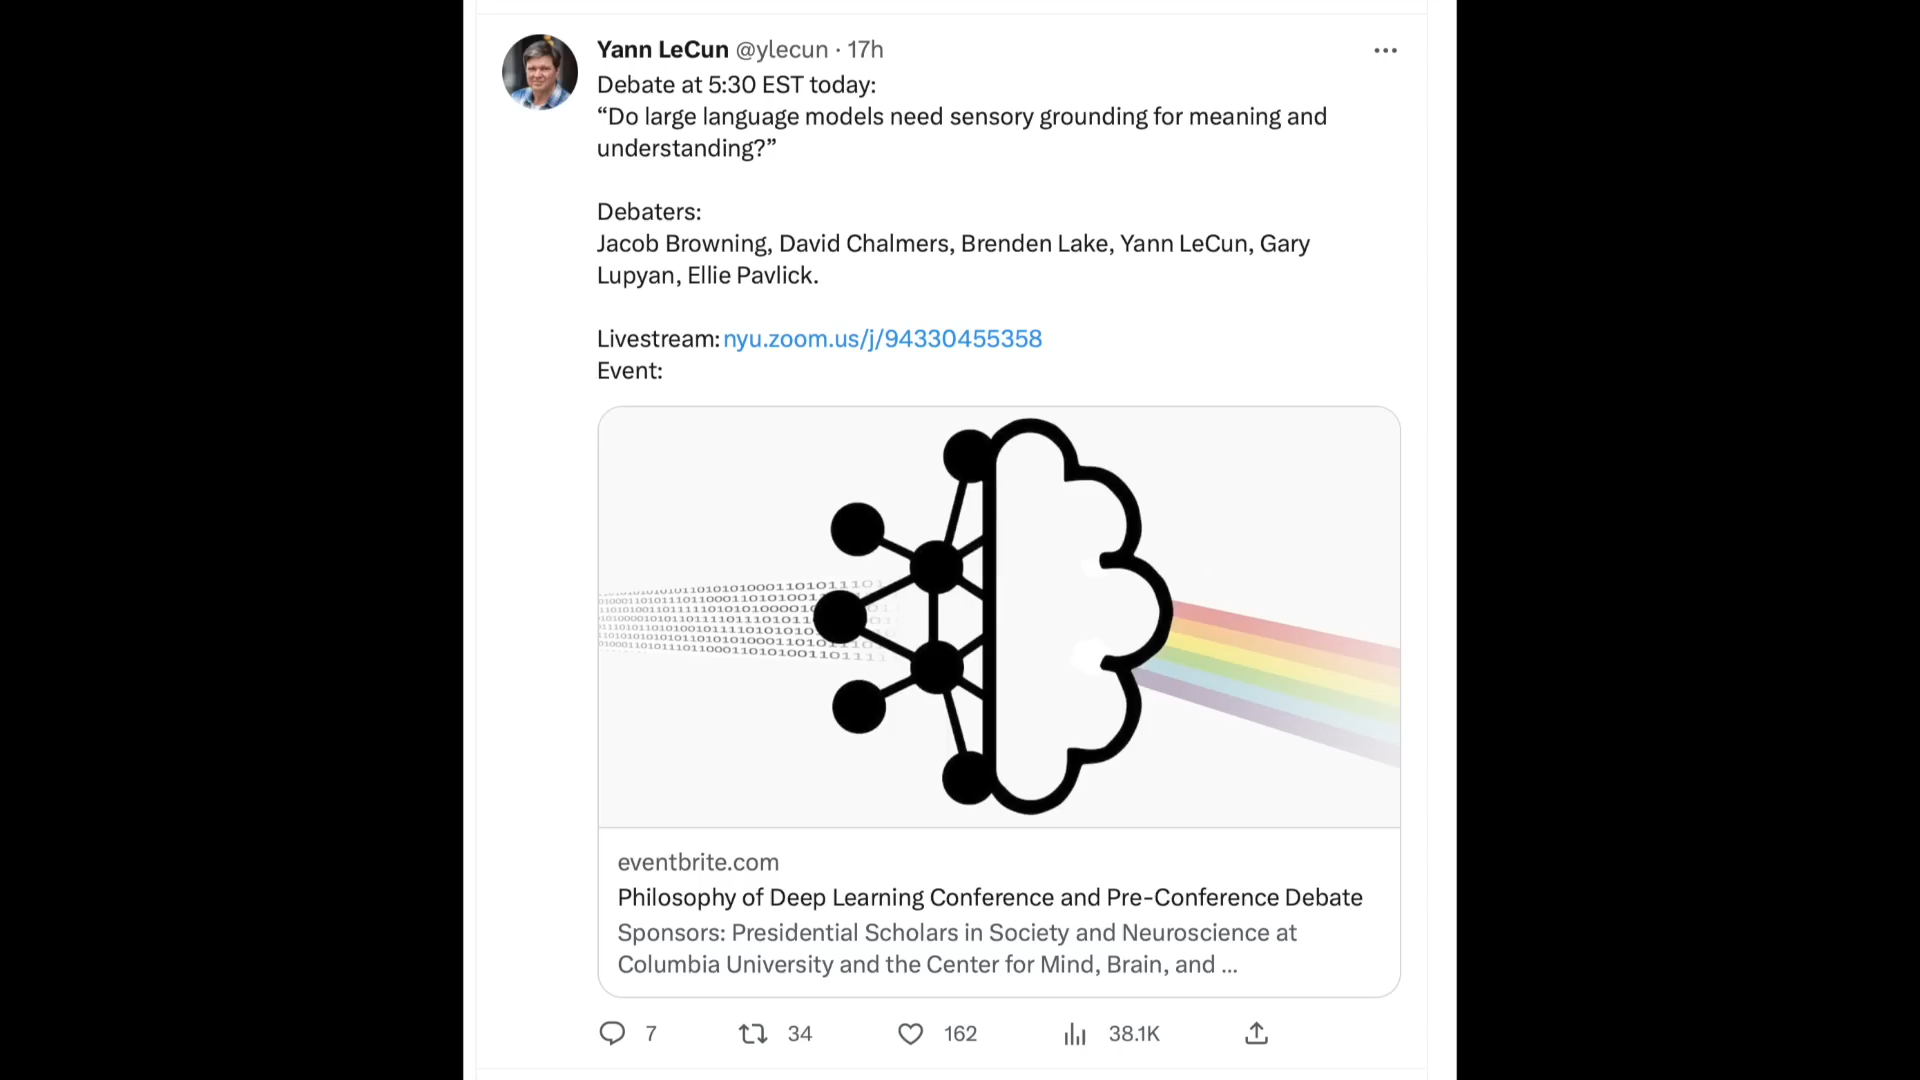 Yann LeCun @ylecun · 17h
Debate at 5:30 EST today:
“Do large language models need sensory grounding for meaning and
understanding?”
Debaters:
Jacob Browning, David Chalmers, Brenden Lake, Yann LeCun, Gary
Lupyan, Ellie Pavlick.
Livestream: nyu.zoom.us/j/94330455358
Event:
eventbrite.com
Philosophy of Deep Learning Conference and Pre-Conference Debate
Sponsors: Presidential Scholars in Society and Neuroscience at
Columbia University and the Center for Mind, Brain, and ...
7 34 162 38.1K